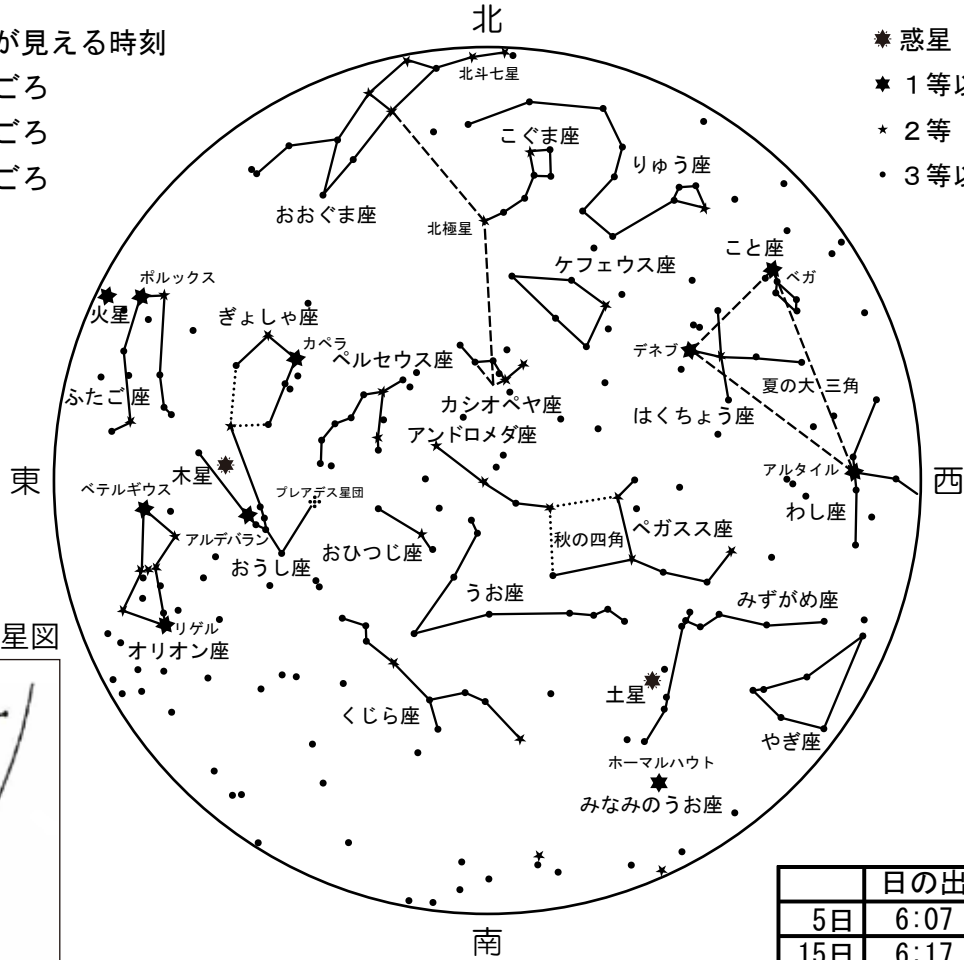 北
が見える時刻
ごろ
ごろ
ごろ
惑星
１等以
２等
３等以
北斗七星
こぐま座
りゅう座
おおぐま座
北極星
こと座
ベガ
ケフェウス座
ポルックス
火星
ぎょしゃ座
カペラ
ペルセウス座
デネブ
ふたご座
カシオペヤ座
夏の大三角
はくちょう座
アンドロメダ座
東
木星
アルタイル
西
ベテルギウス
プレアデス星団
わし座
アルデバラン
おうし座
おひつじ座
秋の四角
ペガスス座
うお座
みずがめ座
リゲル
オリオン座
星図
土星
くじら座
やぎ座
ホーマルハウト
みなみのうお座
南
日の出
5日 6:07
15日 6:17